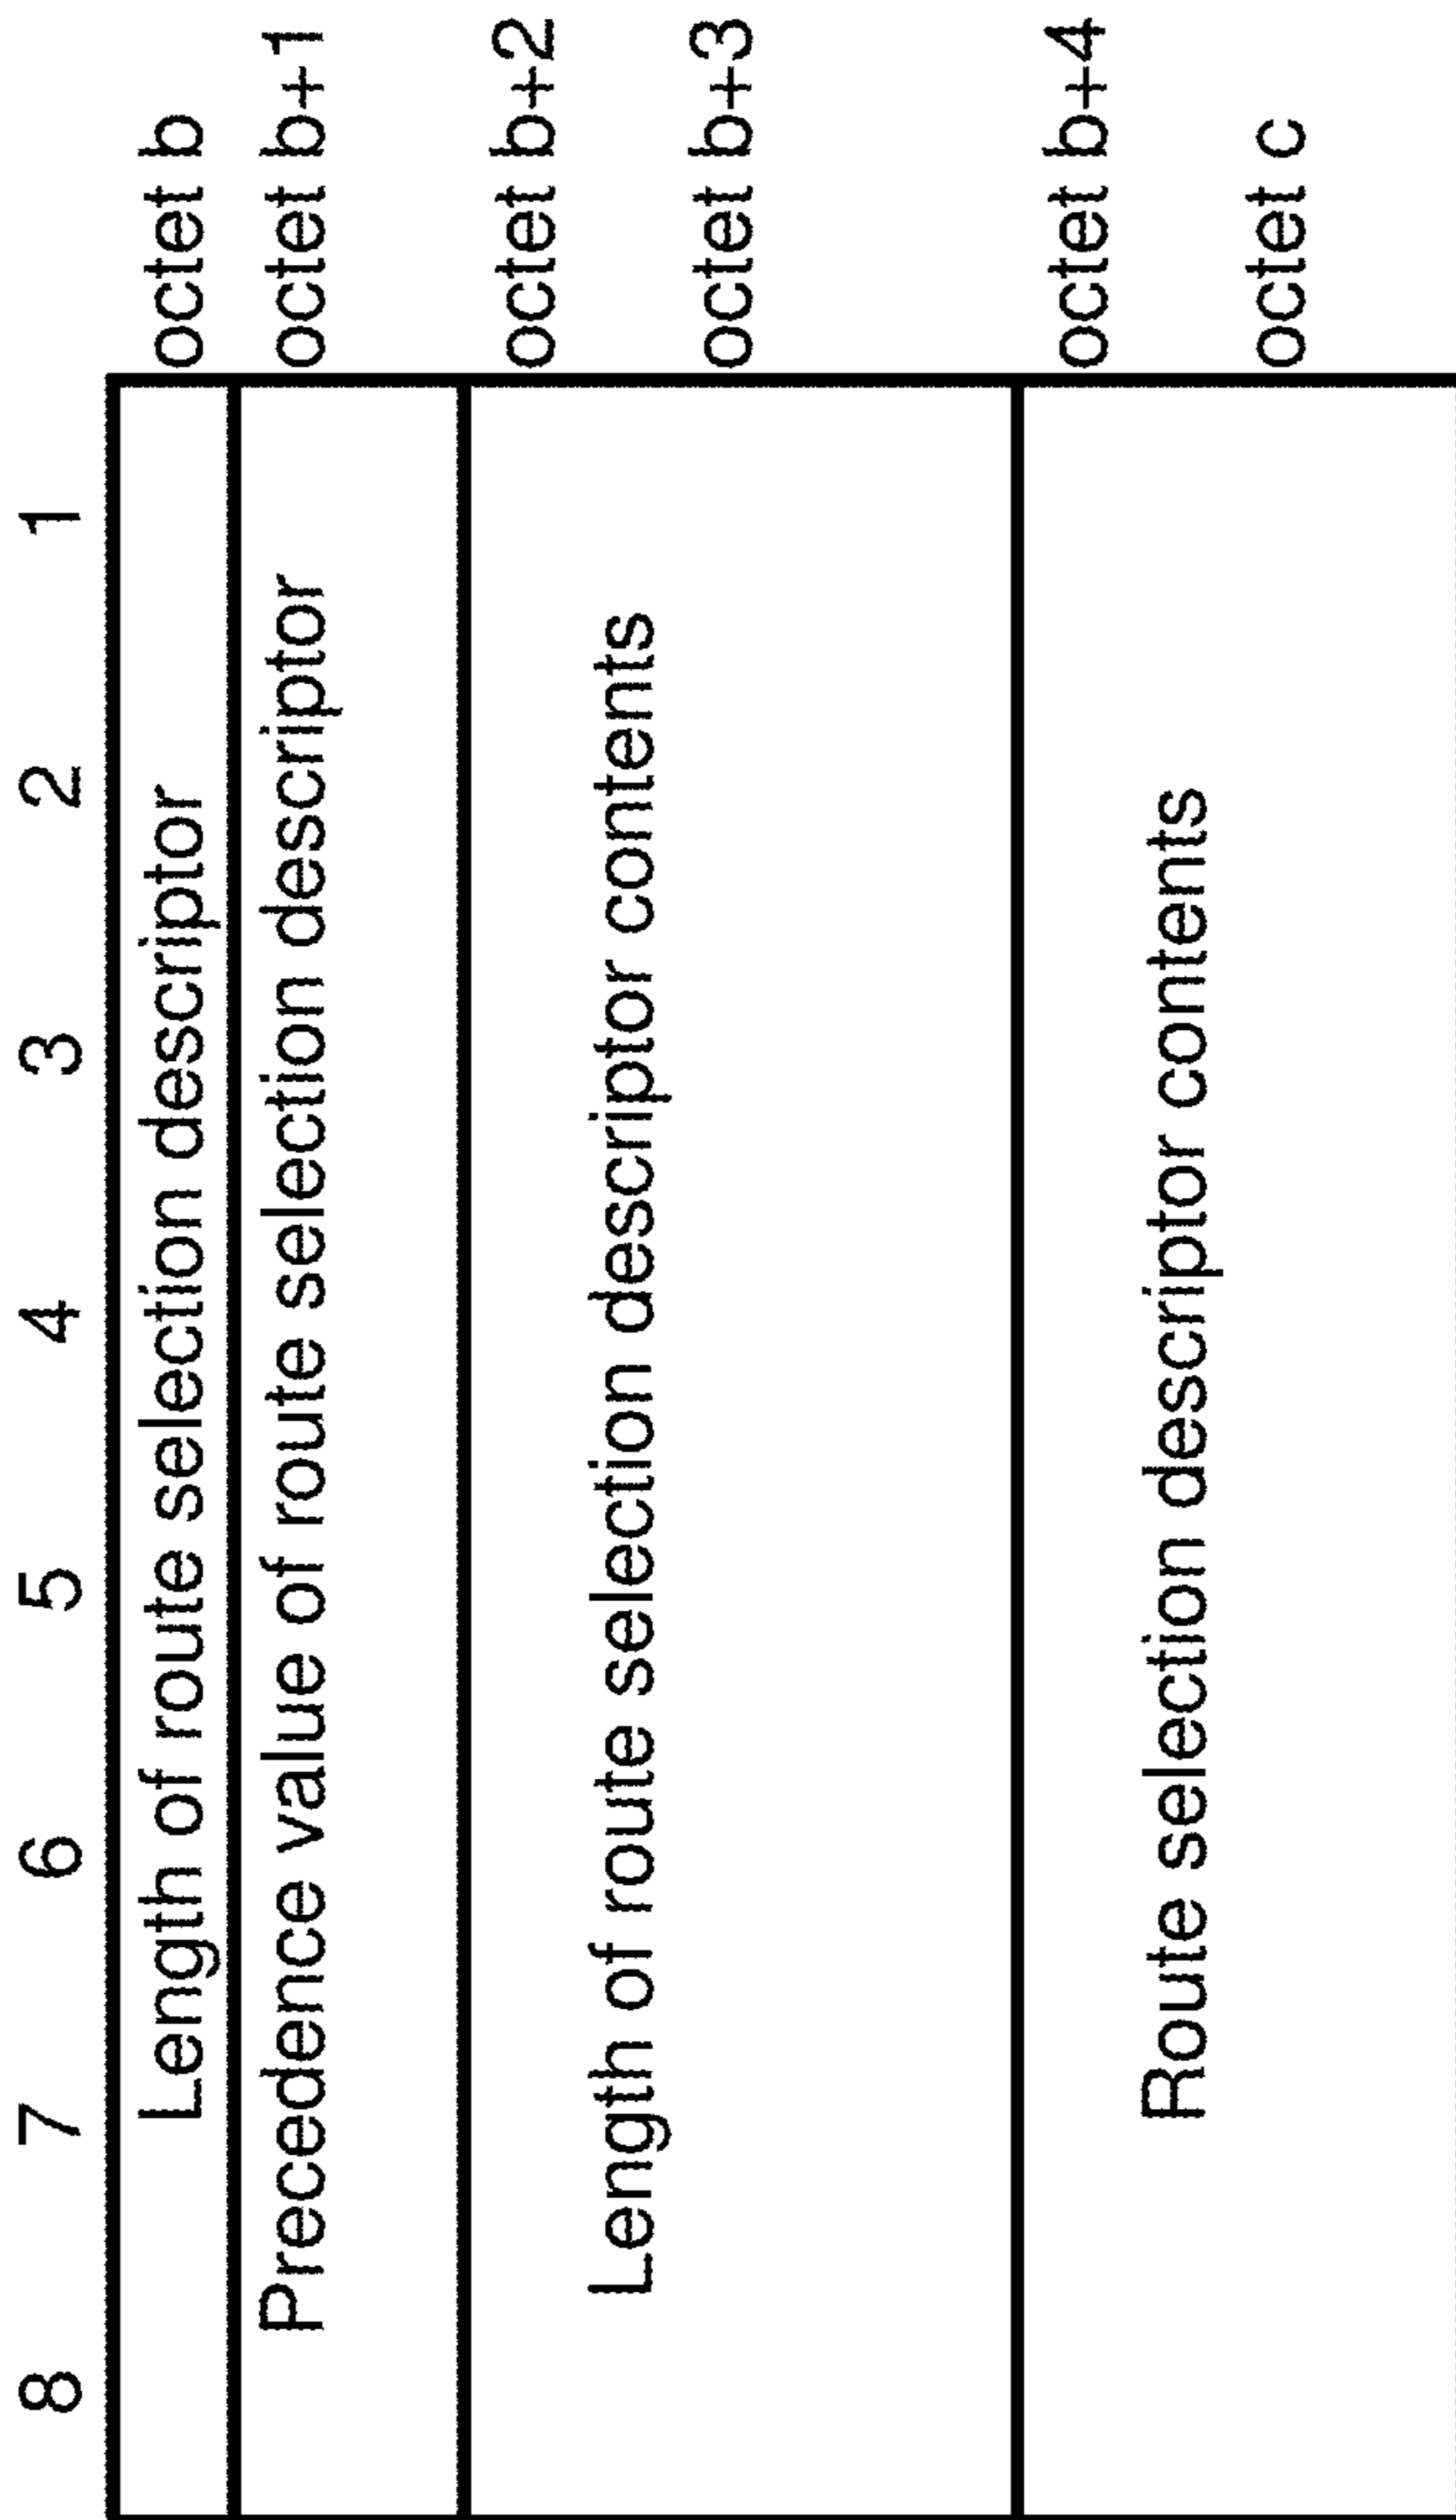 8 7 6 5 4 3 2 1
Length of route selection descriptor octet b
Precedence value of route selection descriptor octet b+1
octet b+2
Length of route selection descriptor contents
octet b+3
octet b+4
Route selection descriptor contents
octet c